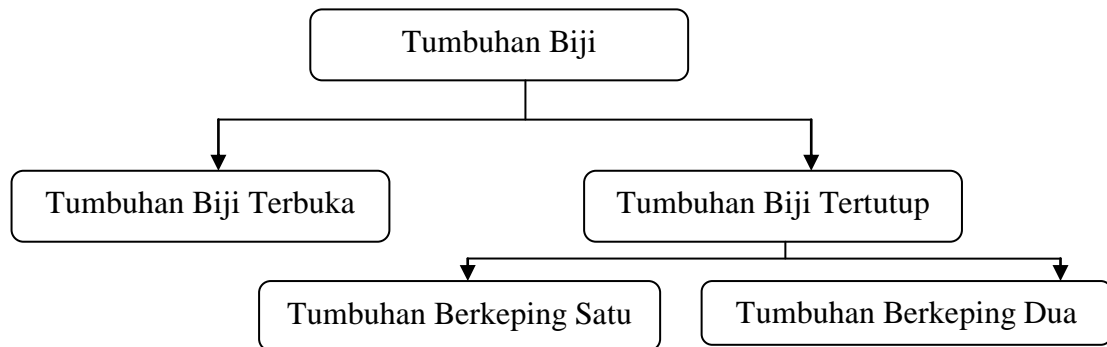 Tumbuhan Biji
Tumbuhan Biji Terbuka
Tumbuhan Biji Tertutup
Tumbuhan Berkeping Satu
Tumbuhan Berkeping Dua